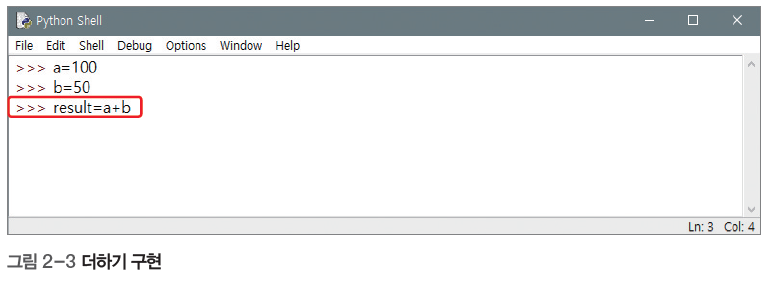 Python Shell
File Edit Shell Debug Options Window Help
>>> a=100
>>> b=50
>>> result=a+b
Ln: 3 Col: 4
그림 2-3 더하기 구현